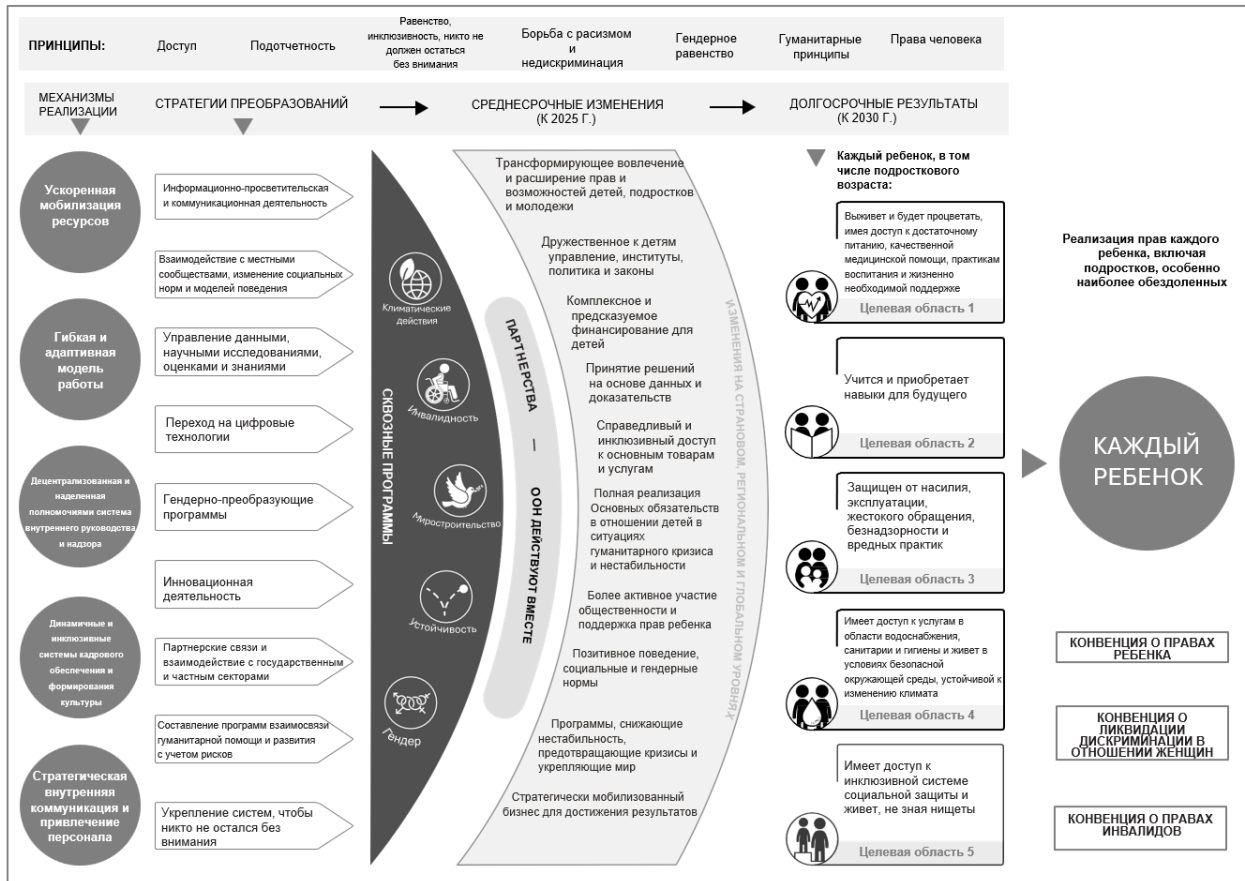 ПРИНЦИПЫ:
Доступ
Подотчетность
Равенство,
инклюзивность, никто не
должен остаться
без внимания
Борьба с расизмом
и
недискриминация
Гендерное
равенство
Гуманитарные
принципы
Права человека
МЕХАНИЗМЫ
РЕАЛИЗАЦИИ
СТРАТЕГИИ ПРЕОБРАЗОВАНИЙ
СРЕДНЕСРОЧНЫЕ ИЗМЕНЕНИЯ
(К 2025 Г.)
ДОЛГОСРОЧНЫЕ РЕЗУЛЬТАТЫ
(К 2030 Г.)
Ускоренная
мобилизация
ресурсов
Гибкая и
адаптивная
модель
работы
Децентрализованная и
наделенная
полномочиями система
внутреннего руководства
и надзора
Динамичные и
инклюзивные
системы кадрового
обеспечения и
формирования
культуры
Стратегическая
внутренняя
коммуникация и
привлечение
персонала
Информационно-просветительская
и коммуникационная деятельность
Взаимодействие с местными
сообществами, изменение социальных
норм и моделей поведения
Управление данными,
научными исследованиями,
оценками и знаниями
Переход на цифровые
технологии
Гендерно-преобразующие
программы
Инновационная
деятельность
Партнерские связи и
взаимодействие с государственным
и частным секторами
Составление программ взаимосвязи
гуманитарной помощи и развития
с учетом рисков
Укрепление систем, чтобы
никто не остался без
внимания
СКВОЗНЫЕ ПРОГРАММЫ
Климатические
действия
Инвалидность
Миростроительство
Устойчивость
Гендер
ПАРТНЕРСТВА — ООН ДЕЙСТВУЮТ ВМЕСТЕ
Трансформирующее вовлечение
и расширение прав и
возможностей детей, подростков
и молодежи
Дружественное к детям
управление, институты,
политика и законы
Комплексное и
предсказуемое
финансирование для
детей
Принятие решений
на основе данных и
доказательств
Справедливый и
инклюзивный доступ
к основным товарам
и услугам
Полная реализация
Основных обязательств
в отношении детей в
ситуациях
гуманитарного кризиса
и нестабильности
Более активное участие
общественности и
поддержка прав ребенка
Позитивное поведение,
социальные и гендерные
нормы
Программы, снижающие
нестабильность,
предотвращающие кризисы и
укрепляющие мир
Стратегически мобилизованный
бизнес для достижения результатов
ИЗМЕНЕНИЯ НА СТРАНОВОМ, РЕГИОНАЛЬНОМ И ГЛОБАЛЬНОМ УРОВНЯХ
Каждый ребенок, в том
числе подросткового
возраста:
Выживет и будет процветать,
имея доступ к достаточному
питанию, качественной
медицинской помощи, практикам
воспитания и жизненно
необходимой поддержке
Целевая область 1
Учится и приобретает
навыки для будущего
Целевая область 2
Защищен от насилия,
эксплуатации,
жестокого обращения,
безнадзорности и
вредных практик
Целевая область 3
Имеет доступ к услугам в
области водоснабжения,
санитарии и гигиены и живет в
условиях безопасной
окружающей среды, устойчивой к
изменению климата
Целевая область 4
Имеет доступ к
инклюзивной системе
социальной защиты и
живет, не зная нищеты
Целевая область 5
Реализация прав каждого
ребенка, включая
подростков, особенно
наиболее обездоленных
КАЖДЫЙ
РЕБЕНОК
КОНВЕНЦИЯ О ПРАВАХ
РЕБЕНКА
КОНВЕНЦИЯ О
ЛИКВИДАЦИИ
ДИСКРИМИНАЦИИ В
ОТНОШЕНИИ ЖЕНЩИН
КОНВЕНЦИЯ О ПРАВАХ
ИНВАЛИДОВ